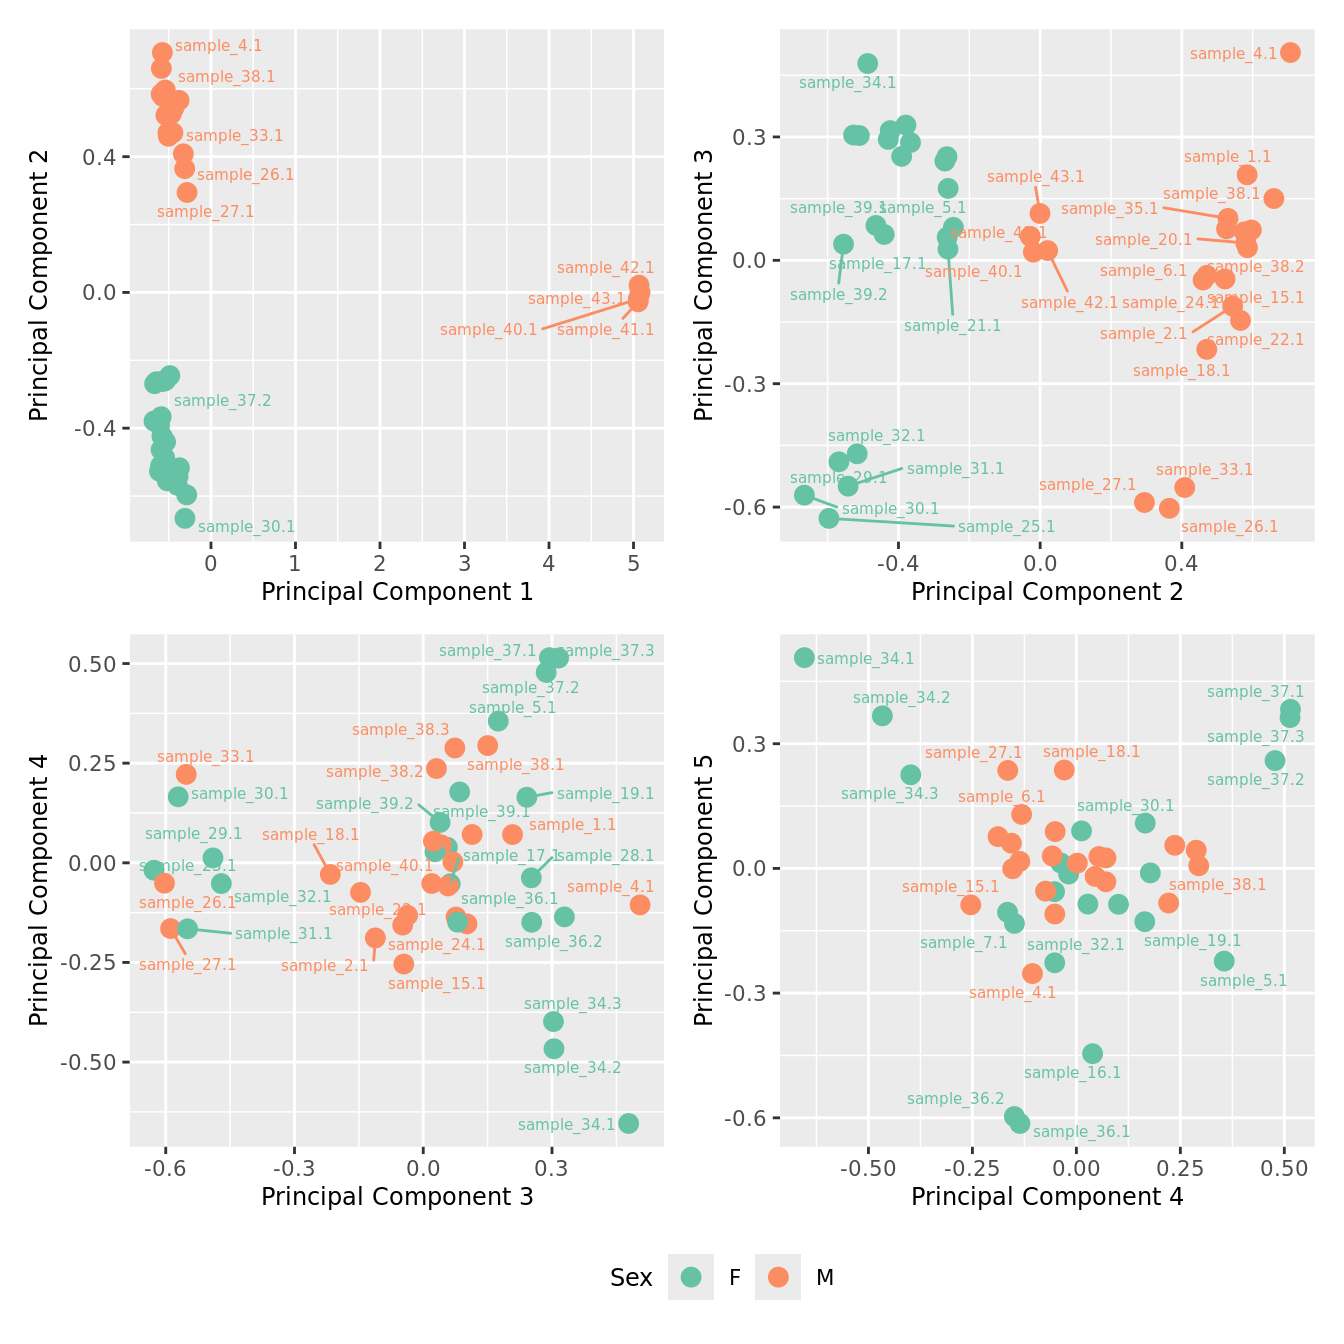 sample_4.1
sample_38.1
sample_33.1
sample_26.1
sample_27.1
sample_42.1
sample_43.1
sample_40.1
sample_41.1
sample_37.2
sample_30.1
0.4
0.0
-0.4
0
1
2
3
4
5
Principal Component 1
Principal Component 2
sample_4.1
sample_34.1
sample_1.1
sample_43.1
sample_38.1
sample_39.1
sample_5.1
sample_35.1
sample_20.1
sample_17.1
sample_40.1
sample_6.1
sample_38.2
sample_39.2
sample_42.1
sample_15.1
sample_21.1
sample_2.1
sample_22.1
sample_18.1
sample_32.1
sample_31.1
sample_33.1
sample_29.1
sample_27.1
sample_30.1
sample_25.1
sample_26.1
0.3
0.0
-0.3
-0.6
-0.4
0.0
0.4
Principal Component 2
Principal Component 3
sample_37.1
sample_37.3
sample_37.2
sample_5.1
sample_38.3
sample_33.1
sample_38.2
sample_38.1
sample_30.1
sample_39.2
sample_19.1
sample_39.1
sample_29.1
sample_18.1
sample_1.1
sample_40.1
sample_17.1
sample_28.1
sample_4.1
sample_26.1
sample_32.1
sample_36.1
sample_31.1
sample_24.1
sample_36.2
sample_27.1
sample_2.1
sample_15.1
sample_34.3
sample_34.2
sample_34.1
0.50
0.25
0.00
-0.25
-0.50
-0.6
-0.3
0.0
0.3
Principal Component 3
Principal Component 4
sample_34.1
sample_34.2
sample_37.1
sample_37.3
sample_27.1
sample_18.1
sample_37.2
sample_34.3
sample_6.1
sample_30.1
sample_15.1
sample_38.1
sample_7.1
sample_32.1
sample_19.1
sample_5.1
sample_4.1
sample_16.1
sample_36.2
sample_36.1
0.3
0.0
-0.3
-0.6
-0.50
-0.25
0.00
0.25
0.50
Principal Component 4
Principal Component 5
Sex
F
M